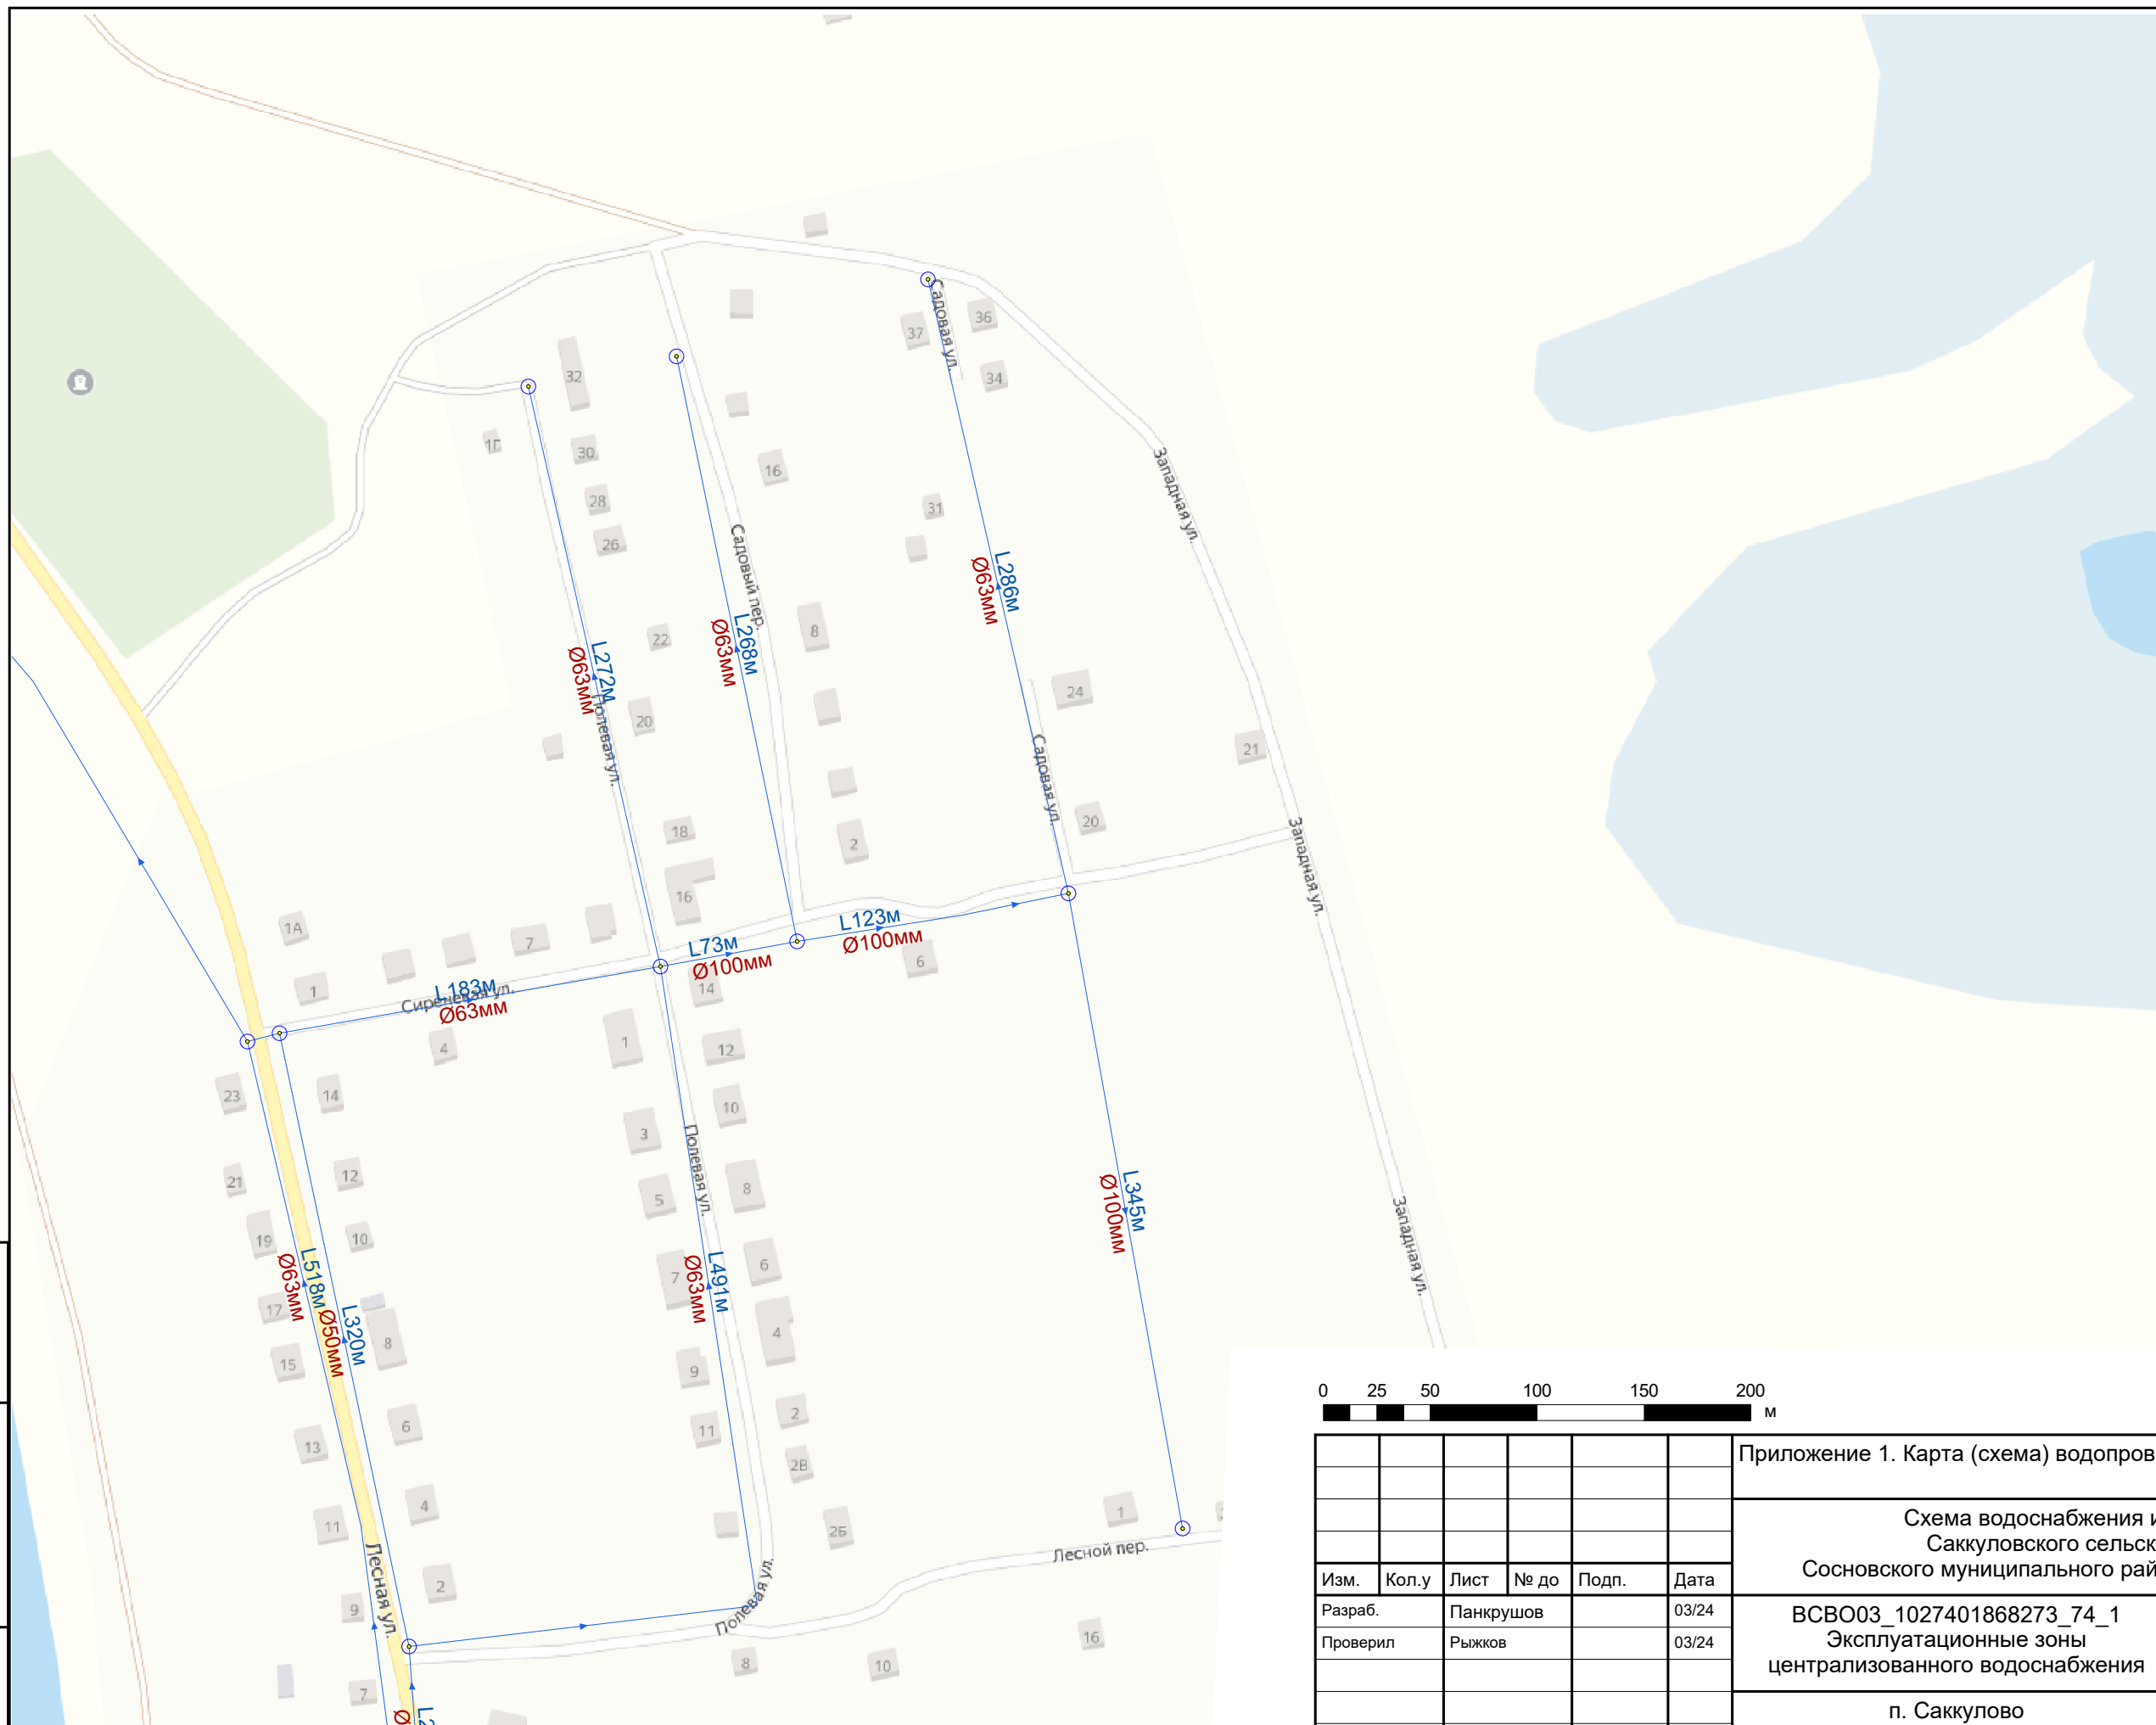 Садовая ул.
37
36
34
32
1Г
30
28
26
16
31
Садовый пер.
Западная ул.
L286м
Ø63мм
L268м
Ø63мм
L272м
Ø63мм
22
8
20
Полевая ул.
24
Садовая ул.
21
20
18
2
16
Западная ул.
1А
7
L73м
Ø100мм
L123м
Ø100мм
6
1
Сиреневая ул.
L183м
Ø63мм
14
4
1
12
23
14
10
3
Полевая ул.
21
12
5
8
L345м
Ø100мм
Западная ул.
19
10
L518м
Ø63мм
L320м
Ø50мм
17
8
7
L491м
Ø63мм
6
4
15
9
13
6
11
2
2В
11
4
2Б
1
Лесной пер.
Лесная ул.
2
9
Полевая ул.
8
10
16
7
0 25 50 100 150 200
м
Приложение 1. Карта (схема) водопров
Схема водоснабжения и
Саккуловского сельск
Сосновского муниципального рай
Изм. Кол.у Лист № до Подп. Дата
Разраб. Панкрушов 03/24
Проверил Рыжков 03/24
ВСВО03_1027401868273_74_1
Эксплуатационные зоны
централизованного водоснабжения
п. Саккулово